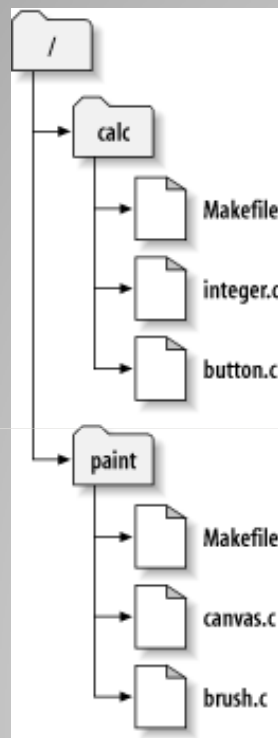 /
calc
Makefile
integer.c
button.c
paint
Makefile
canvas.c
brush.c